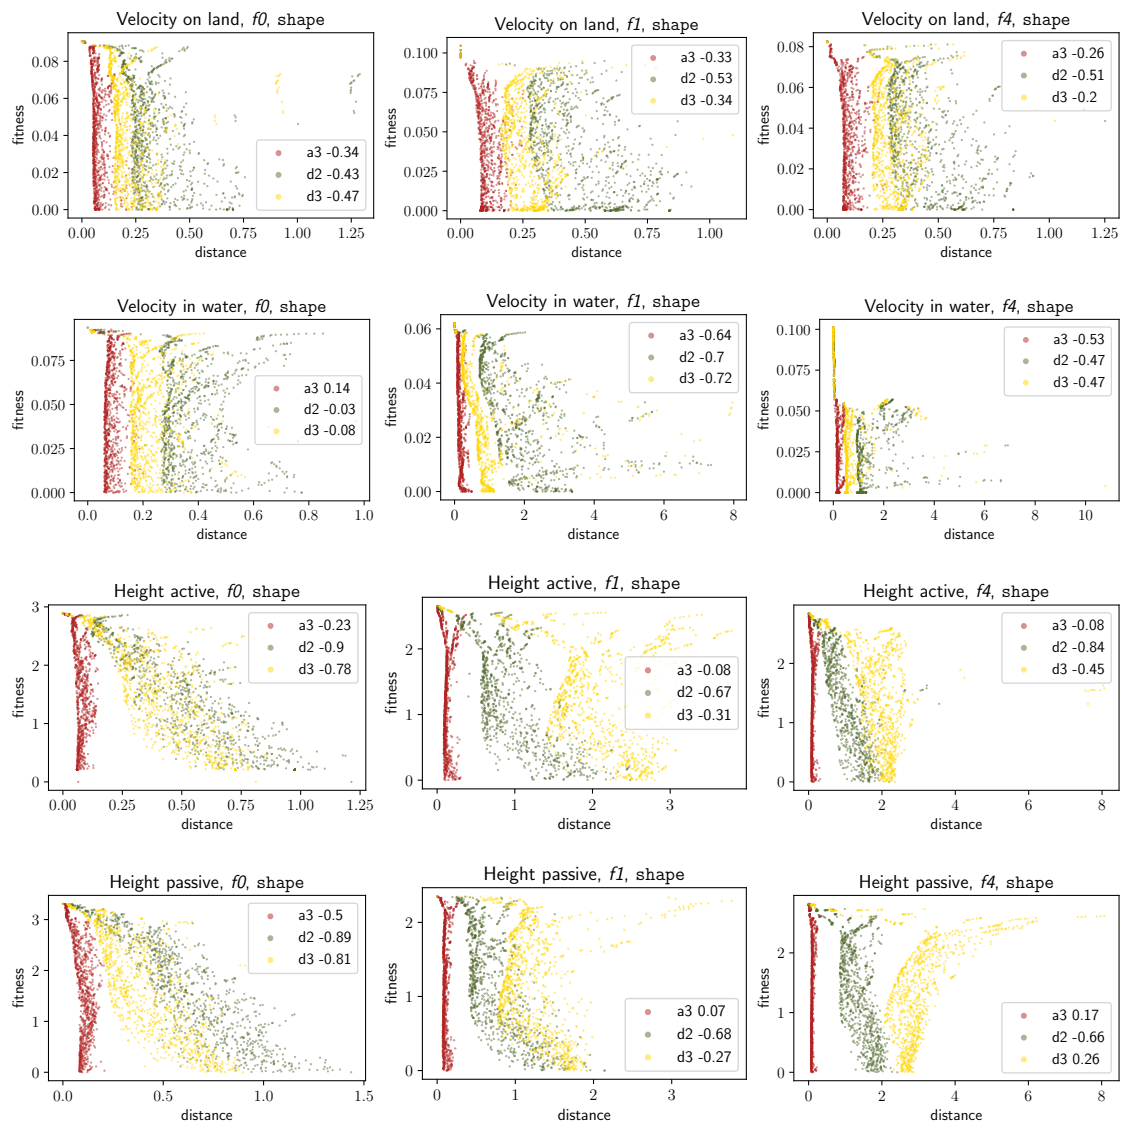 Velocity on land, f0, shape
fitness
0.08
0.06
0.04
0.02
0.00
a3 -0.34
d2 -0.43
d3 -0.47
0.00 0.25 0.50 0.75 1.00 1.25
distance
Velocity on land, f1, shape
fitness
0.100
0.075
0.050
0.025
0.000
a3 -0.33
d2 -0.53
d3 -0.34
0.00 0.25 0.50 0.75 1.00
distance
Velocity on land, f4, shape
fitness
0.08
0.06
0.04
0.02
0.00
a3 -0.26
d2 -0.51
d3 -0.2
0.00 0.25 0.50 0.75 1.00 1.25
distance
Velocity in water, f0, shape
fitness
0.075
0.050
0.025
0.000
a3 0.14
d2 -0.03
d3 -0.08
0.0 0.2 0.4 0.6 0.8 1.0
distance
Velocity in water, f1, shape
fitness
0.06
0.04
0.02
0.00
a3 -0.64
d2 -0.7
d3 -0.72
0 2 4 6 8
distance
Velocity in water, f4, shape
fitness
0.100
0.075
0.050
0.025
0.000
a3 -0.53
d2 -0.47
d3 -0.47
0 2 4 6 8 10
distance
Height active, f0, shape
fitness
3
2
1
0
a3 -0.23
d2 -0.9
d3 -0.78
0.00 0.25 0.50 0.75 1.00 1.25
distance
Height active, f1, shape
fitness
2
1
0
a3 -0.08
d2 -0.67
d3 -0.31
0 1 2 3
distance
Height active, f4, shape
fitness
2
1
0
a3 -0.08
d2 -0.84
d3 -0.45
0 2 4 6 8
distance
Height passive, f0, shape
fitness
3
2
1
0
a3 -0.5
d2 -0.89
d3 -0.81
0.0 0.5 1.0 1.5
distance
Height passive, f1, shape
fitness
2
1
0
a3 0.07
d2 -0.68
d3 -0.27
0 1 2 3
distance
Height passive, f4, shape
fitness
2
1
0
a3 0.17
d2 -0.66
d3 0.26
0 2 4 6 8
distance